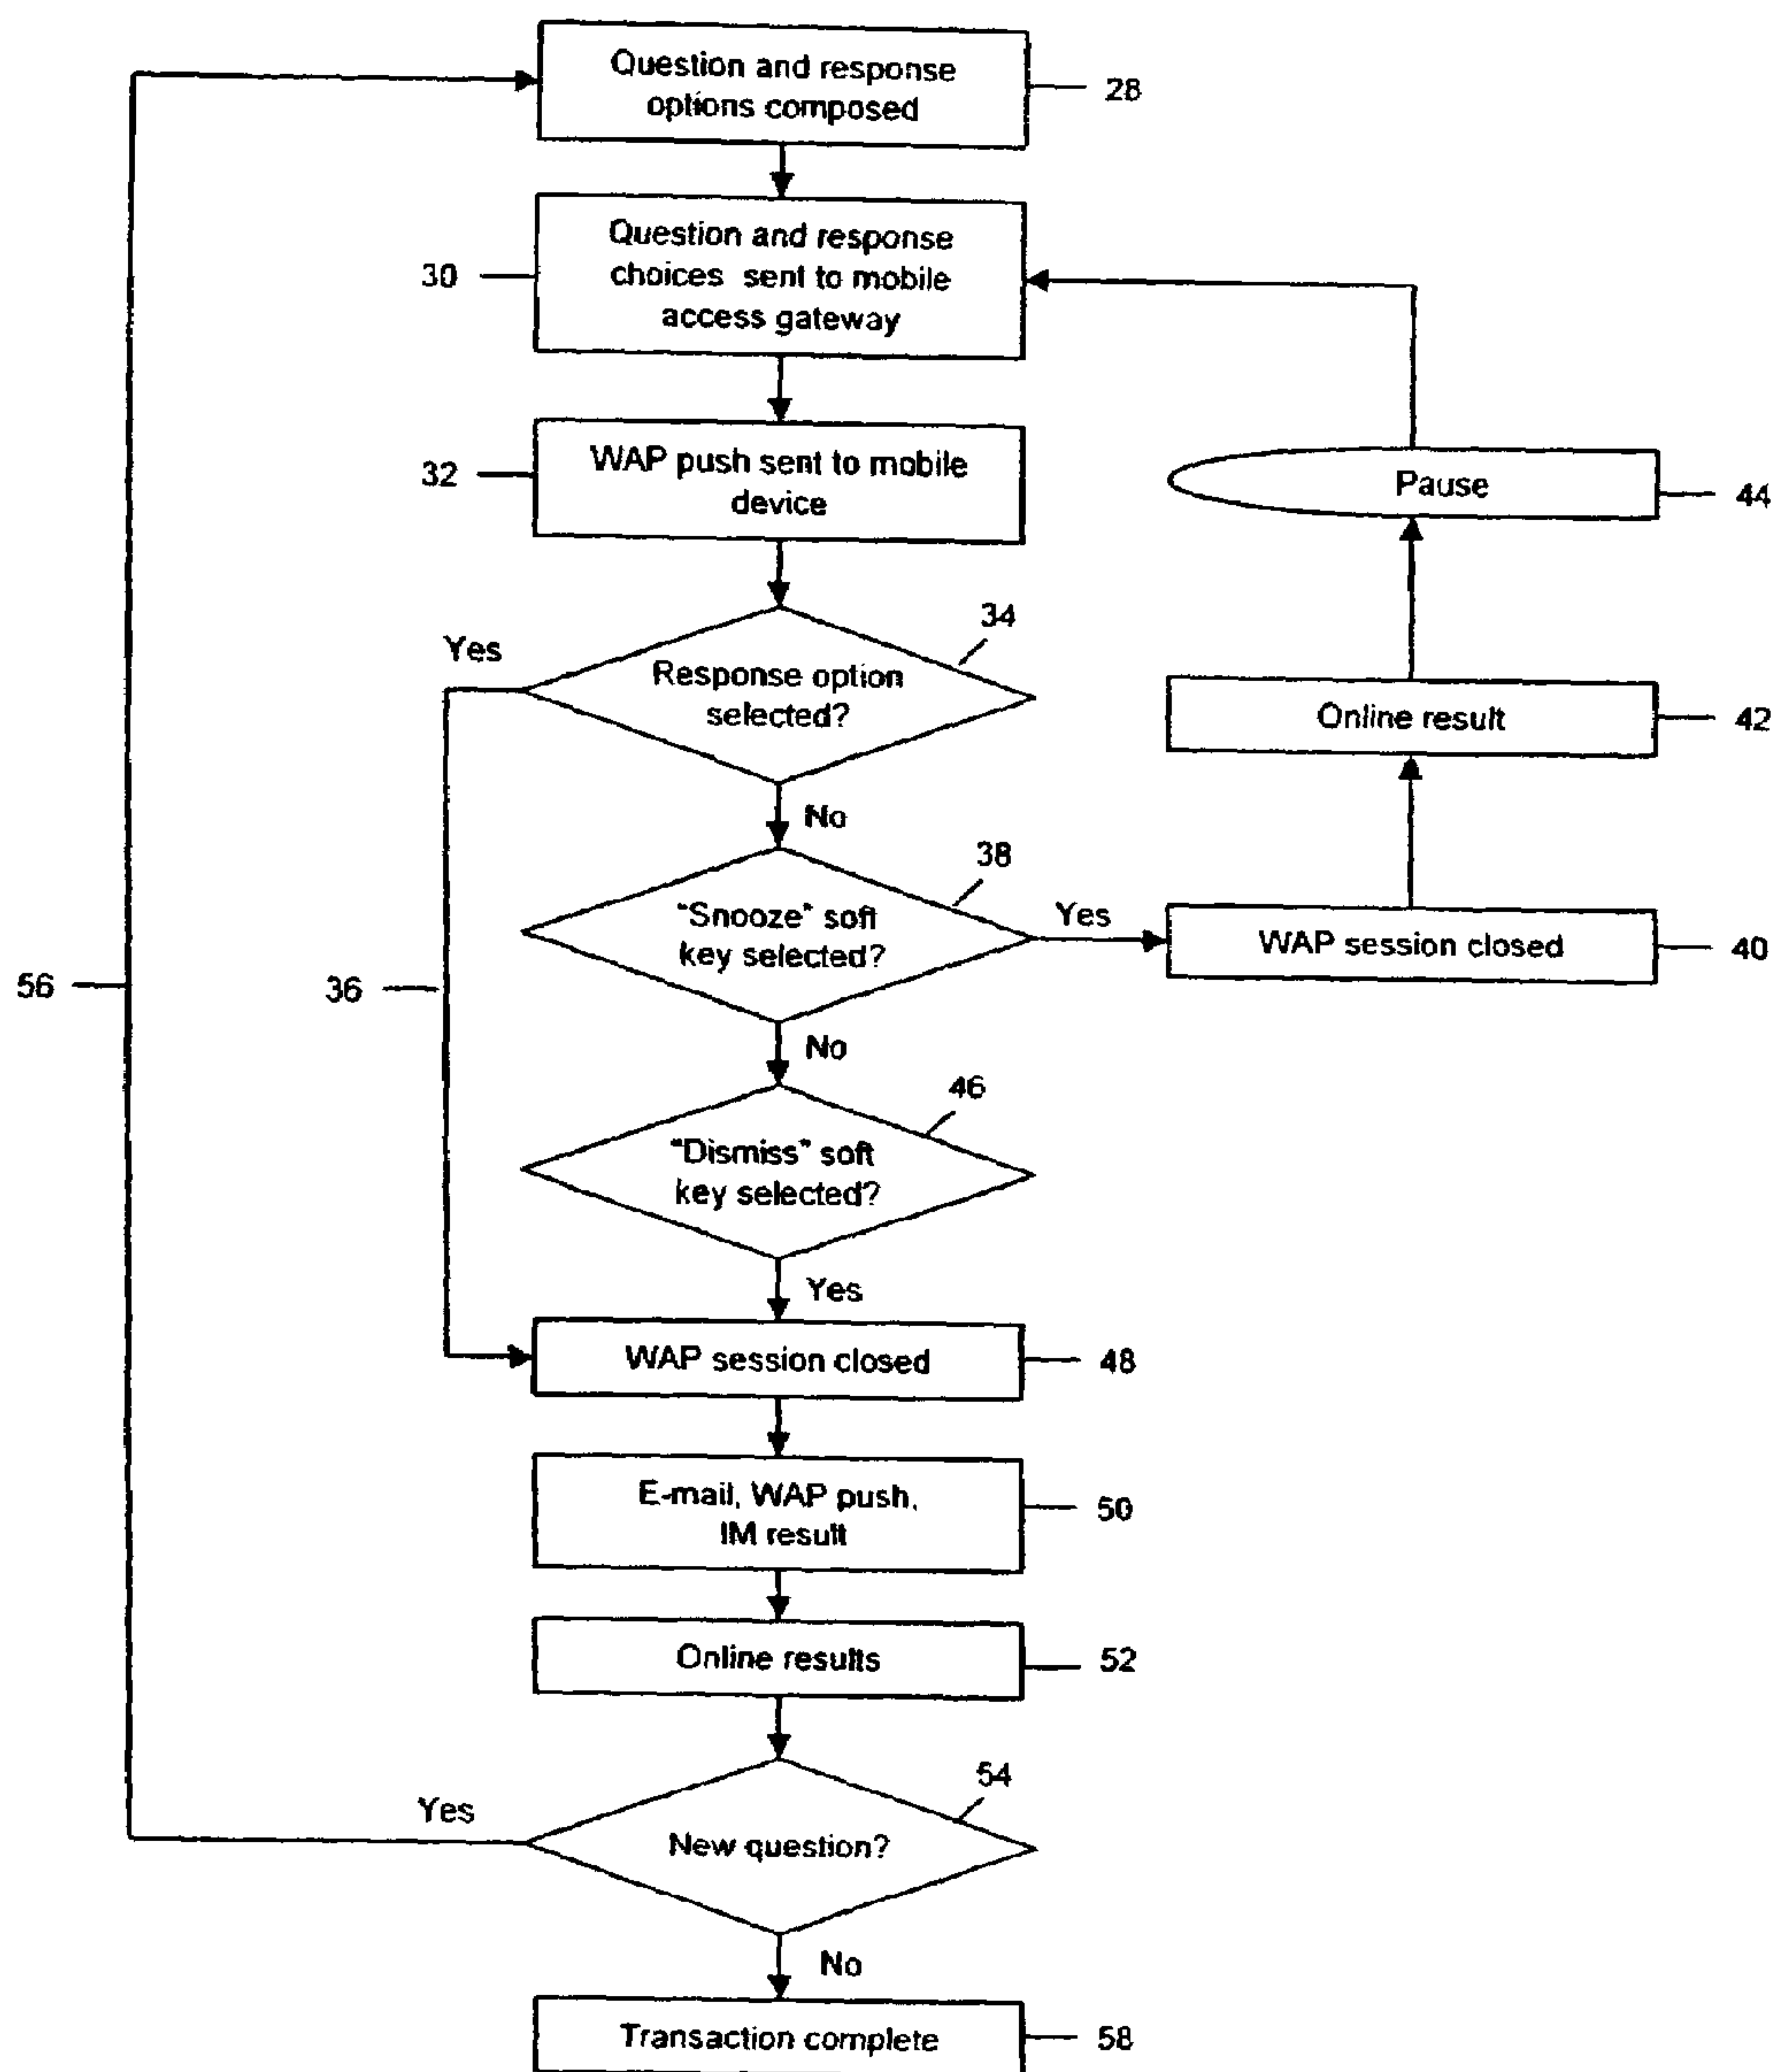 Question and response
options composed
28
Question and response
choices sent to mobile
access gateway
30
WAP push sent to mobile
device
32
Pause
44
34
Yes
Response option
selected?
Online result
42
No
38
"Snooze" soft
key selected?
Yes
WAP session closed
40
56
36
No
46
"Dismiss" soft
key selected?
Yes
WAP session closed
48
E-mail, WAP push,
IM result
50
Online results
52
54
Yes
New question?
No
Transaction complete
58